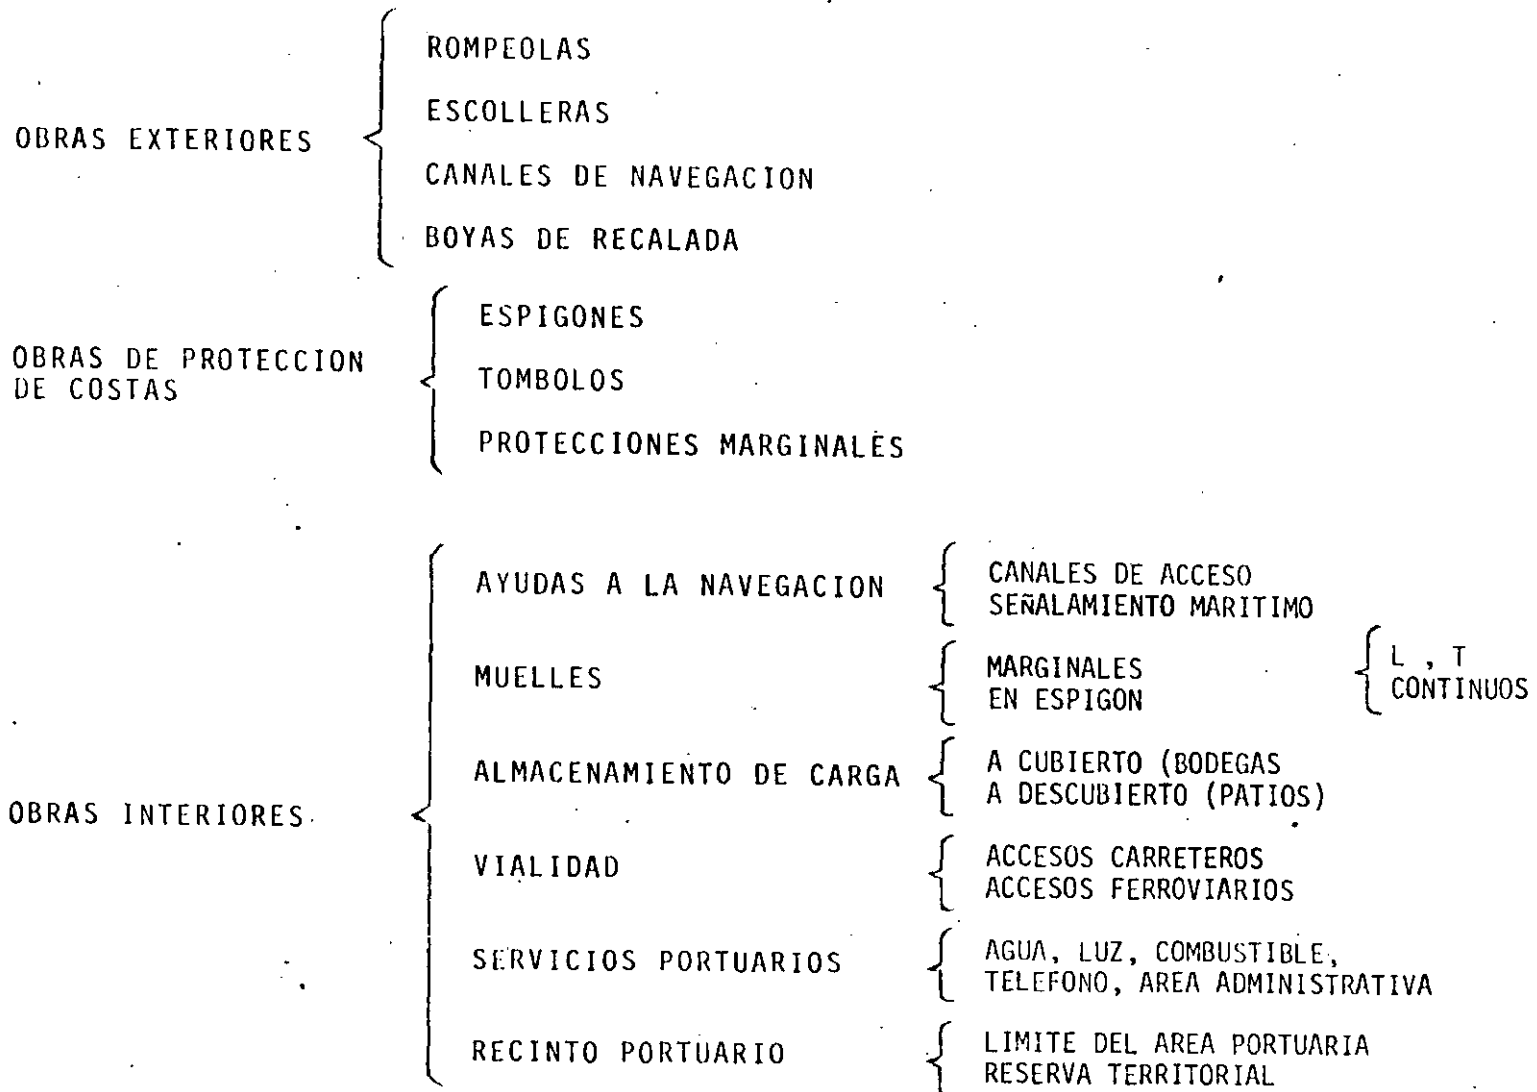 OBRAS EXTERIORES
ROMPEOLAS
ESCOLLERAS
CANALES DE NAVEGACION
BOYAS DE RECALADA
OBRAS DE PROTECCION
DE COSTAS
ESPIGONES
TOMBOLOS
PROTECCIONES MARGINALES
OBRAS INTERIORES
AYUDAS A LA NAVEGACION
CANALES DE ACCESO
SEÑALAMIENTO MARITIMO
MUELLES
MARGINALES
EN ESPIGON
L , T
CONTINUOS
ALMACENAMIENTO DE CARGA
A CUBIERTO (BODEGAS
A DESCUBIERTO (PATIOS)
VIALIDAD
ACCESOS CARRETEROS
ACCESOS FERROVIARIOS
SERVICIOS PORTUARIOS
AGUA, LUZ, COMBUSTIBLE,
TELEFONO, AREA ADMINISTRATIVA
RECINTO PORTUARIO
LIMITE DEL AREA PORTUARIA
RESERVA TERRITORIAL